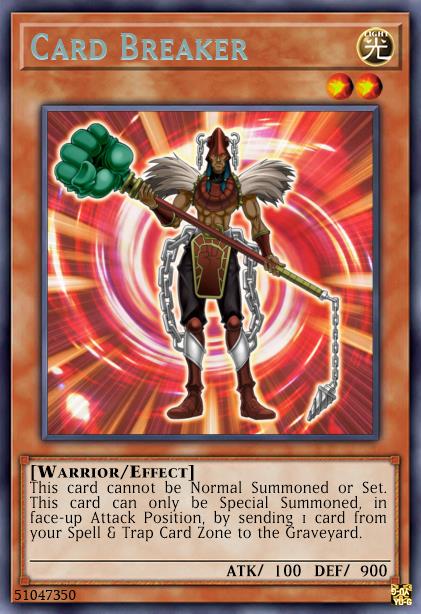 CARD BREAKER
LIGHT
光
[WARRIOR/EFFECT]
This card cannot be Normal Summoned or Set.
This card can only be Special Summoned, in
face-up Attack Position, by sending 1 card from
your Spell & Trap Card Zone to the Graveyard.
ATK/ 100 DEF/ 900
51047350